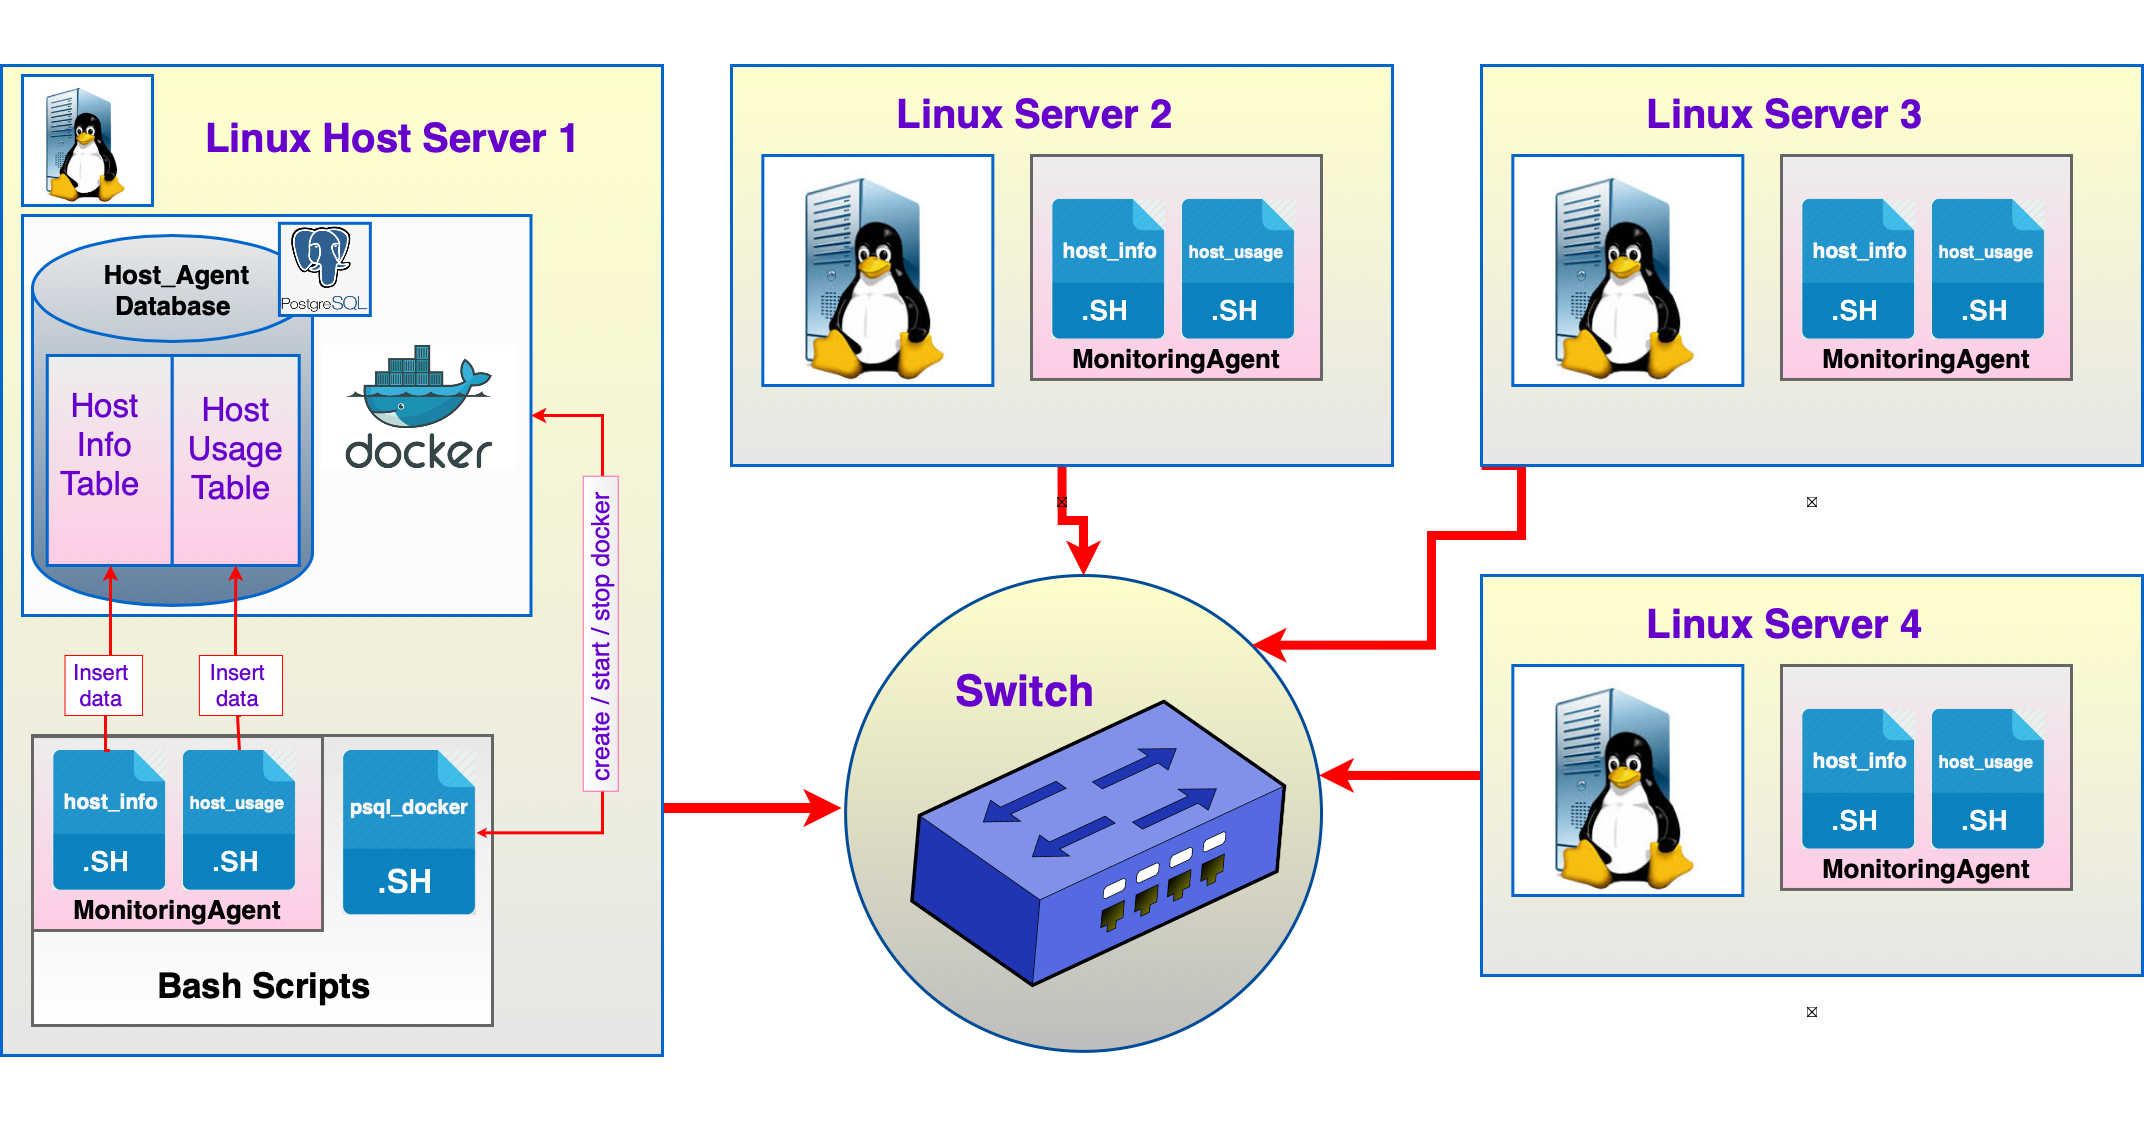 Linux Host Server 1
Host_Agent
Database
PostgreSQL
Host
Info
Table
Host
Usage
Table
docker
create / start / stop docker
Insert
data
Insert
data
host_info
.SH
host_usage
.SH
MonitoringAgent
psql_docker
.SH
Bash Scripts
Linux Server 2
host_info
.SH
host_usage
.SH
MonitoringAgent
Linux Server 3
host_info
.SH
host_usage
.SH
MonitoringAgent
Switch
Linux Server 4
host_info
.SH
host_usage
.SH
MonitoringAgent